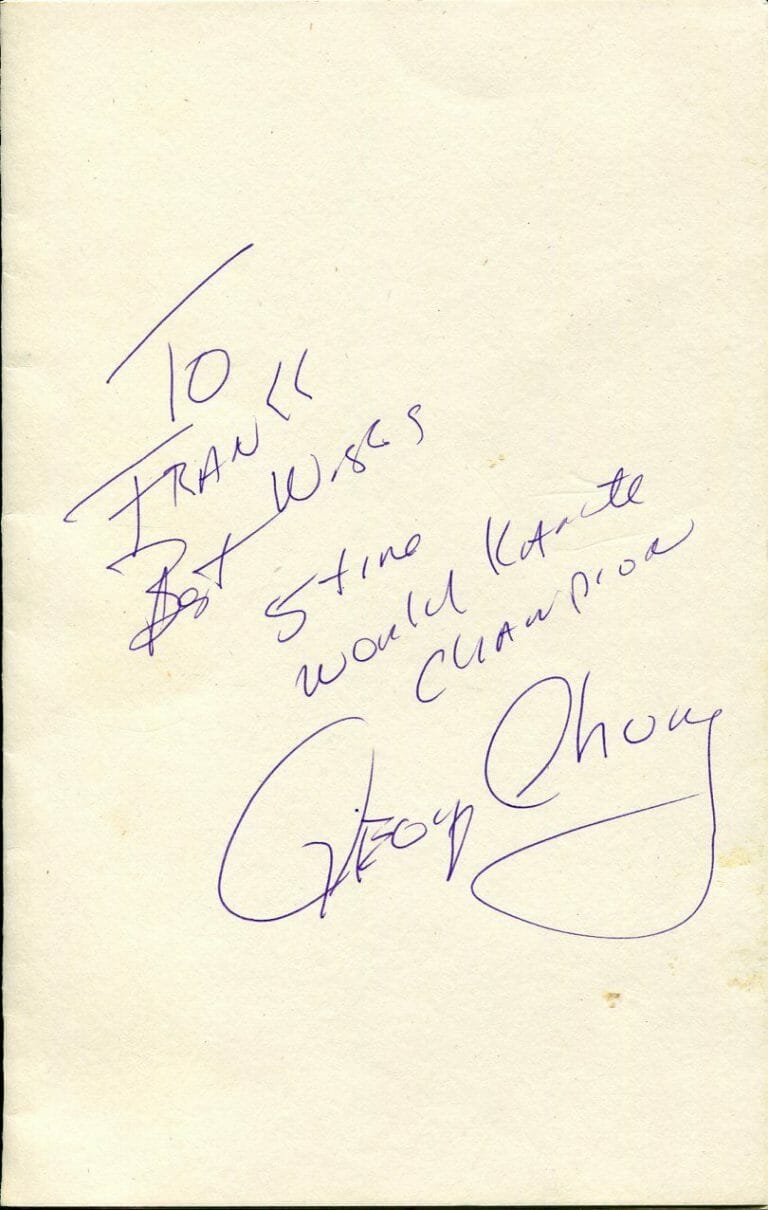 To
FRANK
Best Wishes
5 time
World Karate
Champion
George Chung